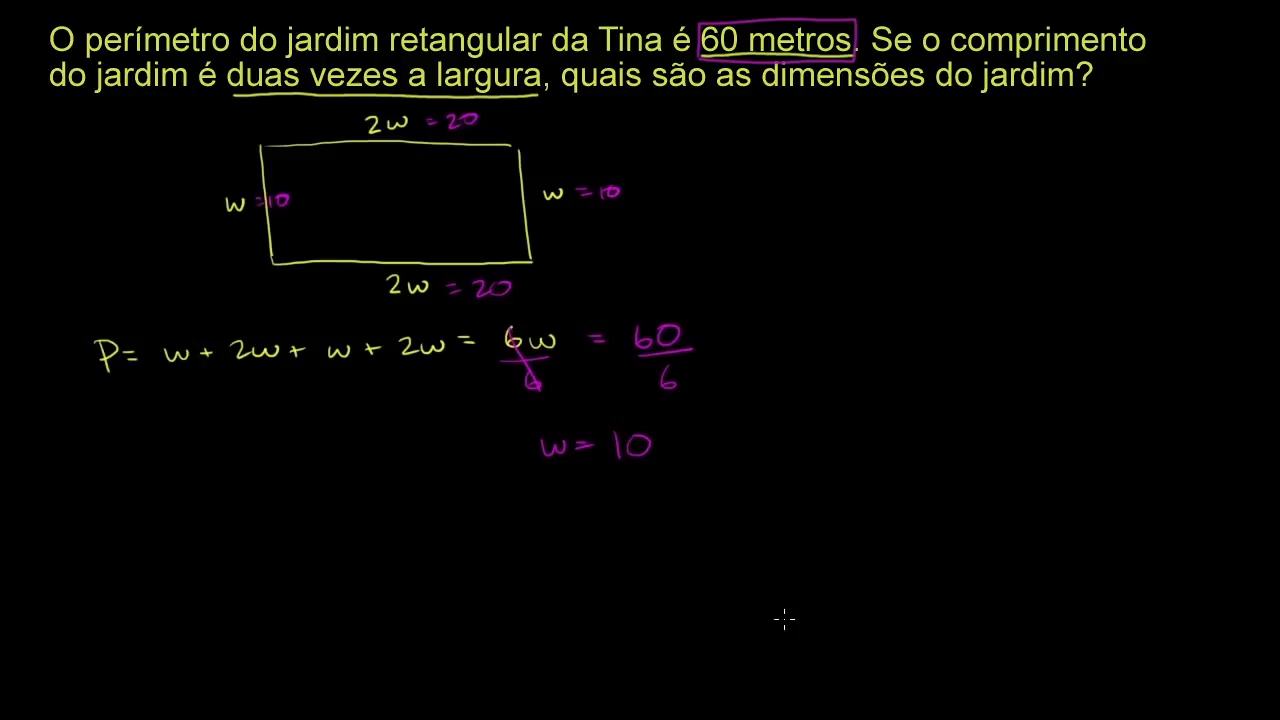 O perímetro do jardim retangular da Tina é 60 metros. Se o comprimento
do jardim é duas vezes a largura, quais são as dimensões do jardim?
2w = 20
w = 10
w = 10
2w = 20
P = w + 2w + w + 2w = 6w = 60
6 6
w = 10